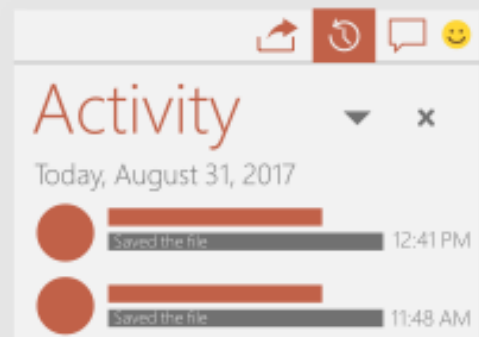 Activity
Today, August 31, 2017
Saved the file 12:41 PM
Saved the file 11:48 AM